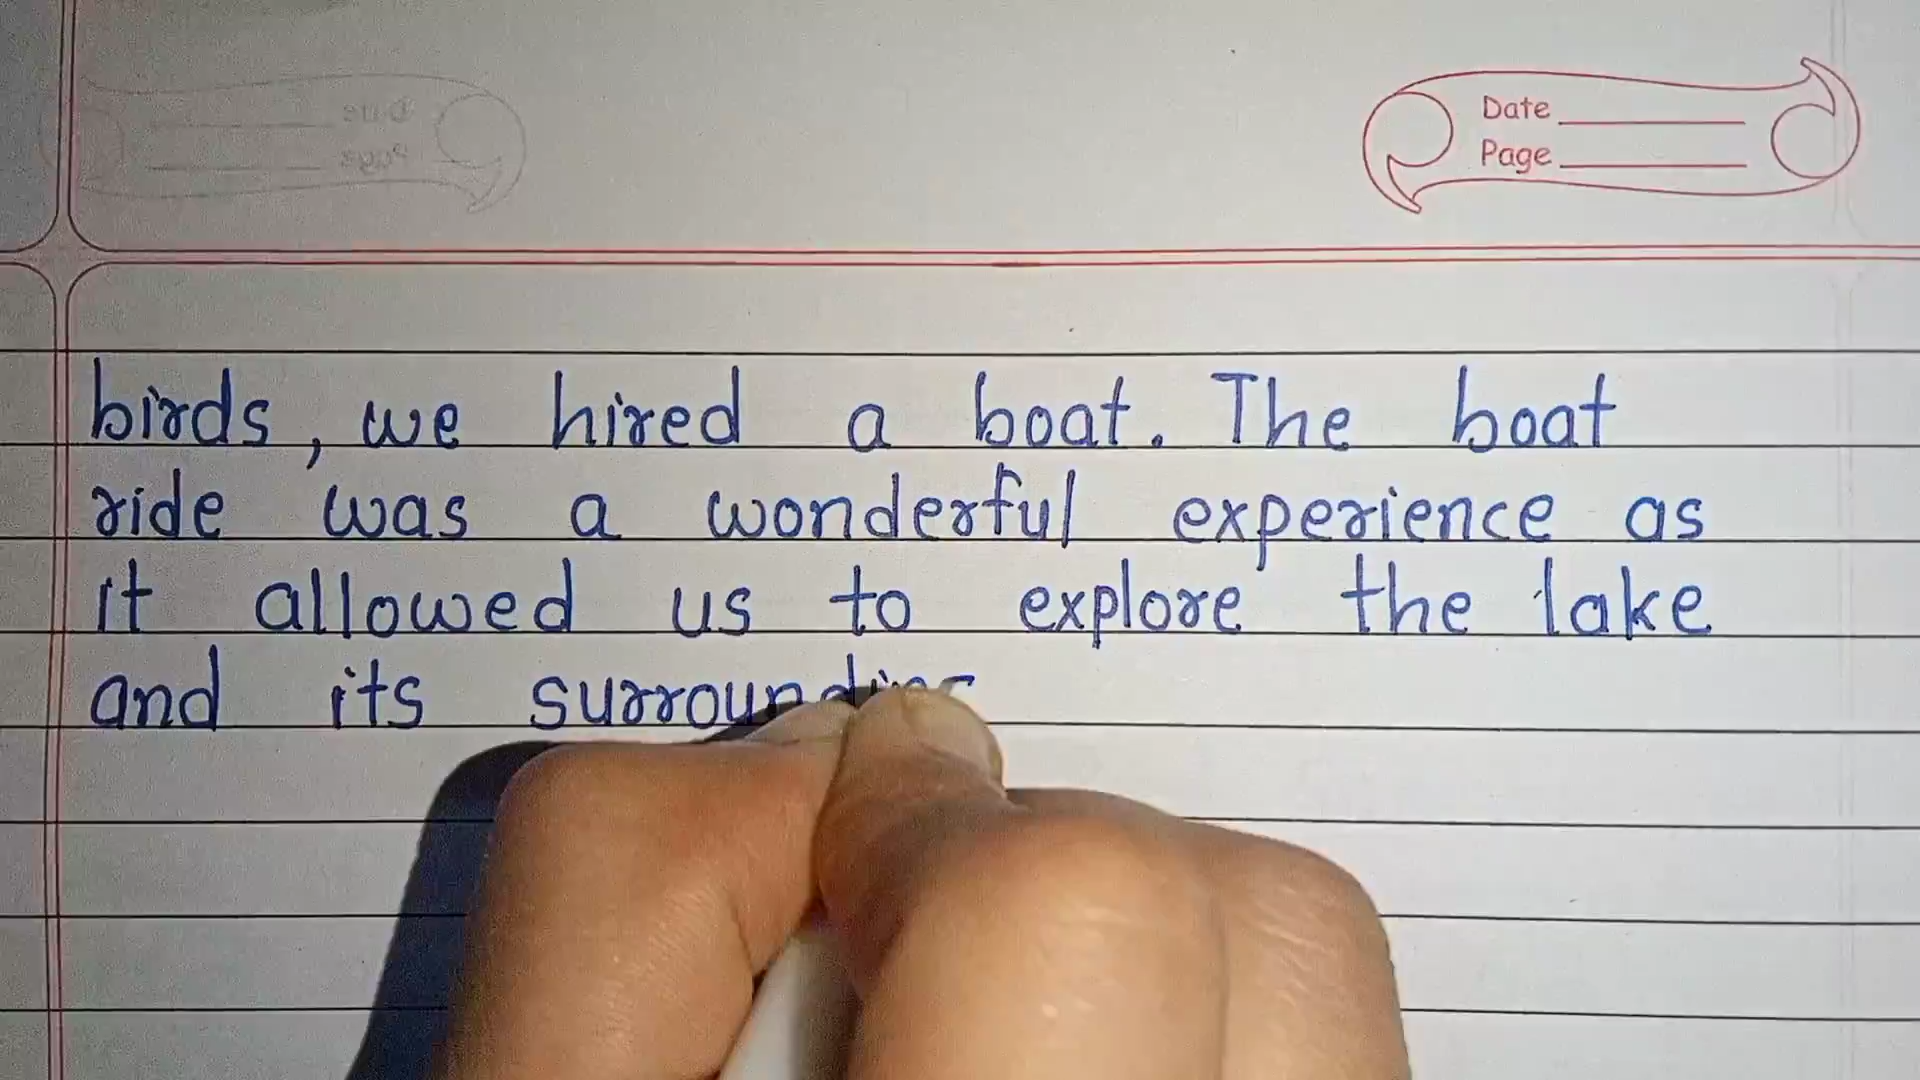 Date
Page
birds, we hired a boat. The boat
ride was a wonderful experience as
it allowed us to explore the lake
and its